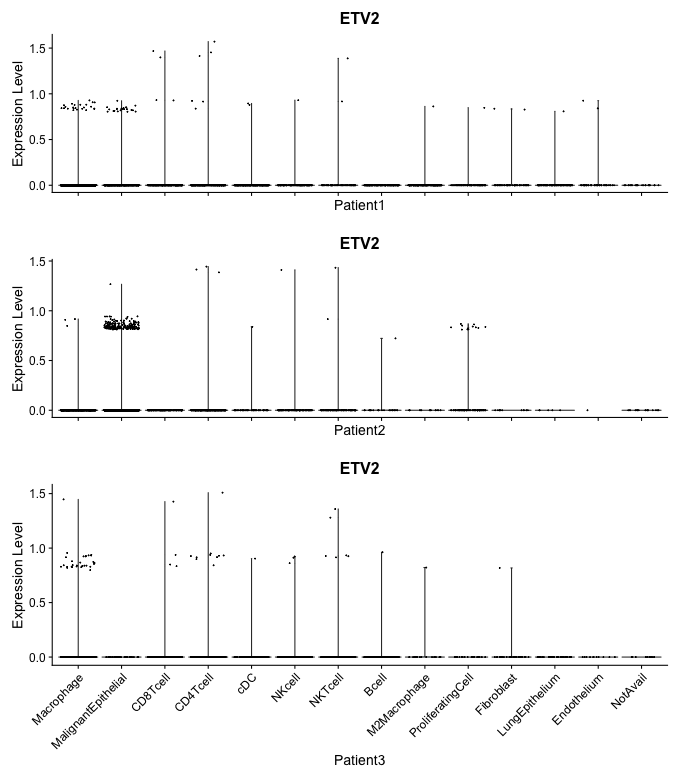 ETV2
Expression Level
1.5
1.0
0.5
0.0
Patient1
ETV2
Expression Level
1.5
1.0
0.5
0.0
Patient2
ETV2
Expression Level
1.5
1.0
0.5
0.0
Macrophage
MalignantEpithelial
CD8Tcell
CD4Tcell
cDC
NKcell
NKTcell
Bcell
M2Macrophage
ProliferatingCell
Fibroblast
LungEpithelium
Endothelium
NotAvail
Patient3